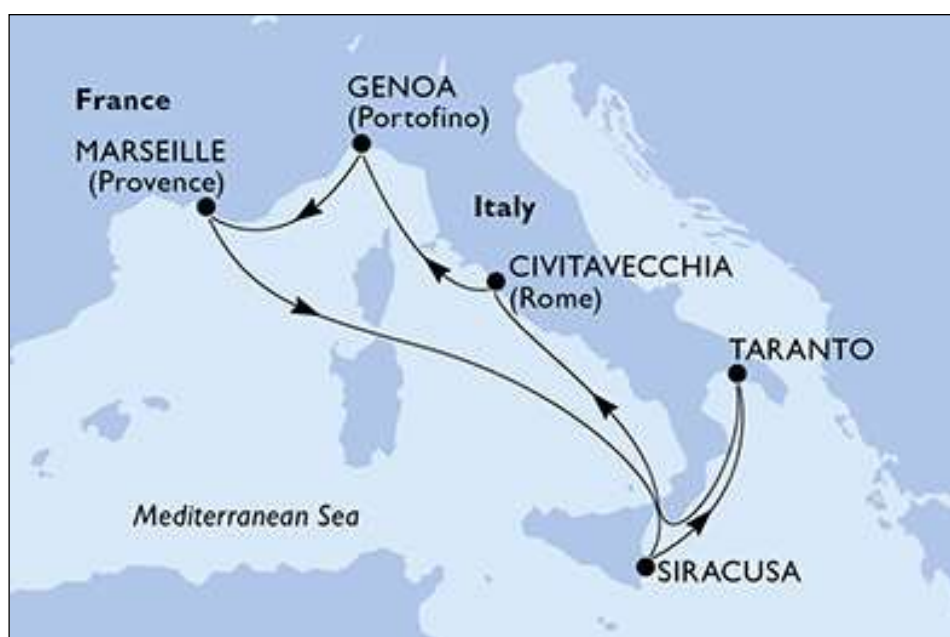 France
GENOA
(Portofino)
MARSEILLE
(Provence)
Italy
CIVITAVECCHIA
(Rome)
TARANTO
Mediterranean Sea
SIRACUSA